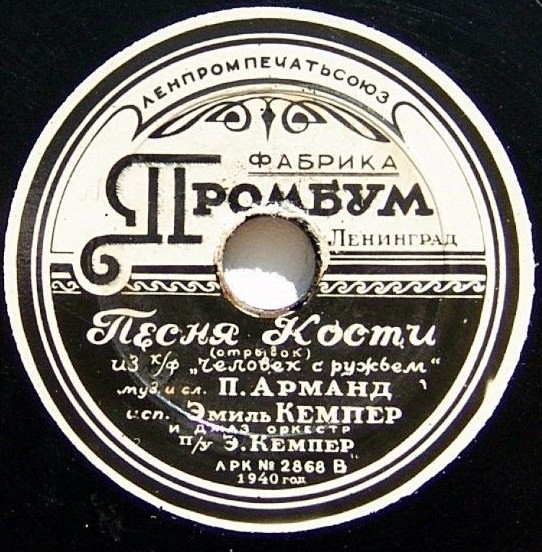 ЛЕНПРОМПЕЧАТЬСОЮЗ
ФАБРИКА
ПРОМБУМ
ЛЕНИНГРАД
Песня Кости
(отрывок)
из к/ф „Человек с ружьем“
муз. и сл. П. АРМАНД
исп. Эмиль КЕМПЕР
И ДЖАЗ ОРКЕСТР
п/у Э. КЕМПЕР
ЛРК № 2868 В
1940 год